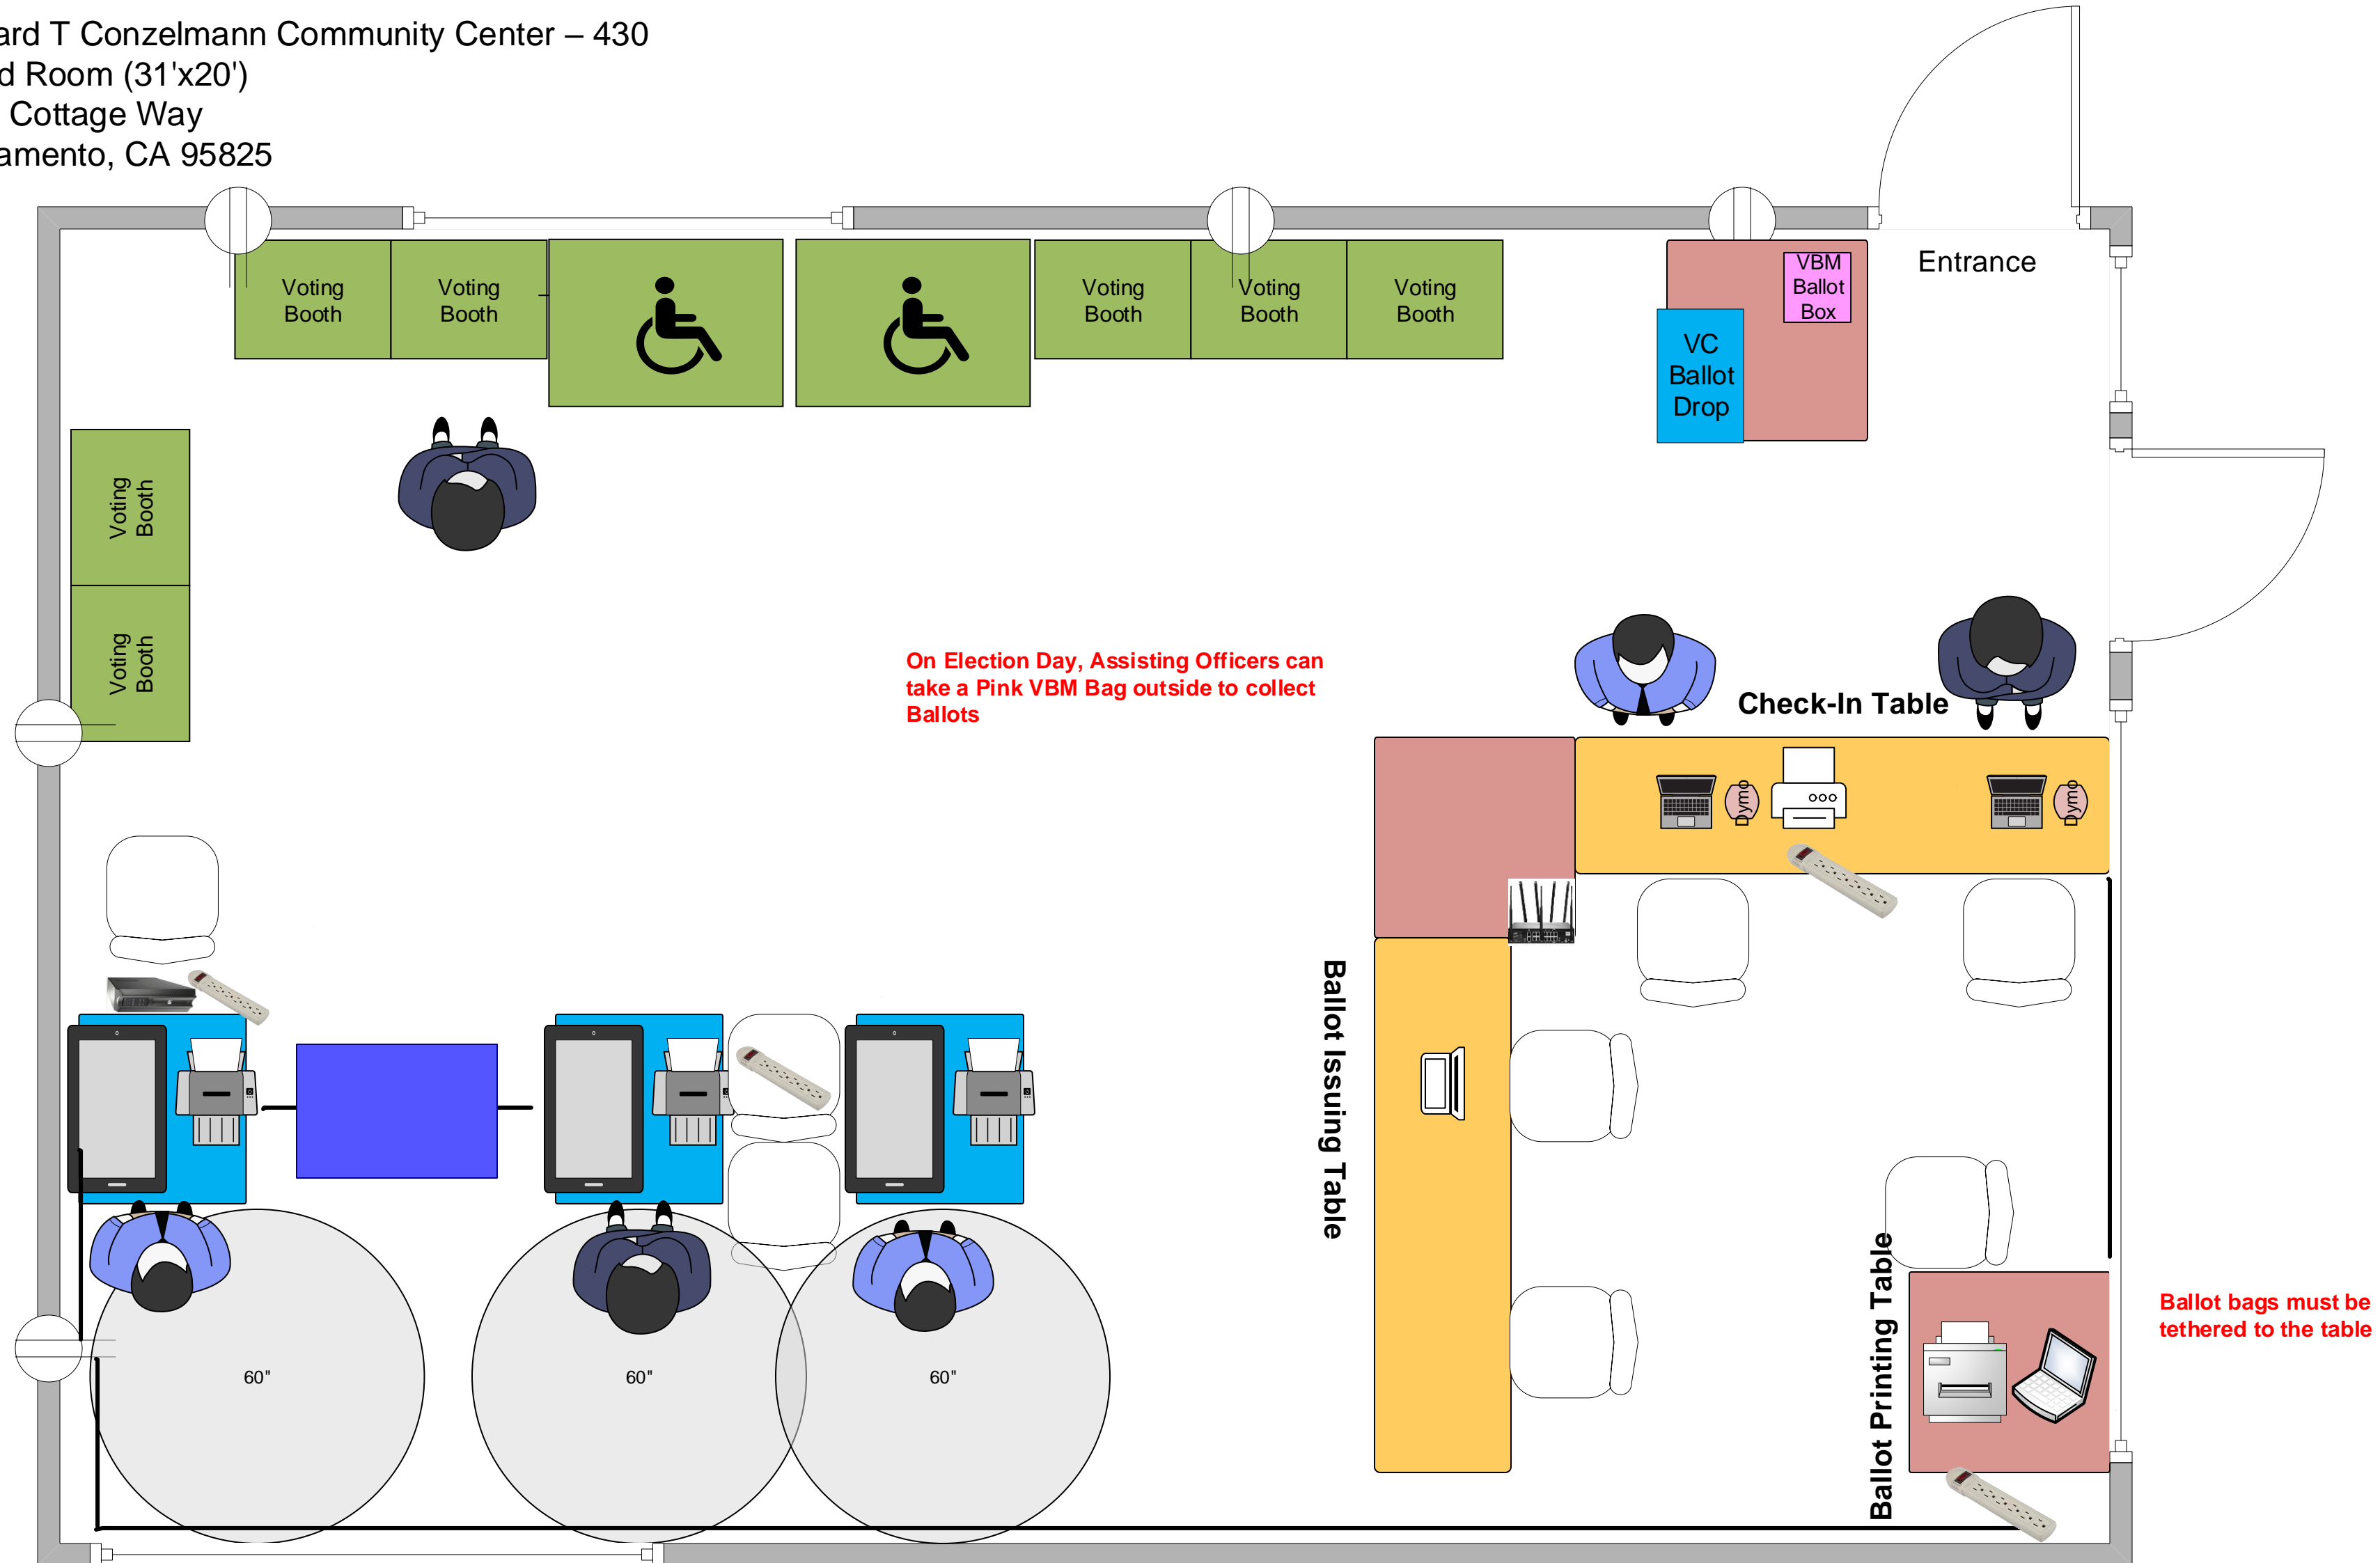 ard T Conzelmann Community Center – 430
d Room (31'x20')
Cottage Way
amento, CA 95825
Entrance
VBM
Ballot
Box
VC
Ballot
Drop
Voting
Booth
Voting
Booth
Voting
Booth
Voting
Booth
Voting
Booth
Voting
Booth
Voting
Booth
On Election Day, Assisting Officers can
take a Pink VBM Bag outside to collect
Ballots
Check-In Table
Dymo
Dymo
Ballot Issuing Table
Ballot Printing Table
Ballot bags must be
tethered to the table
60"
60"
60"